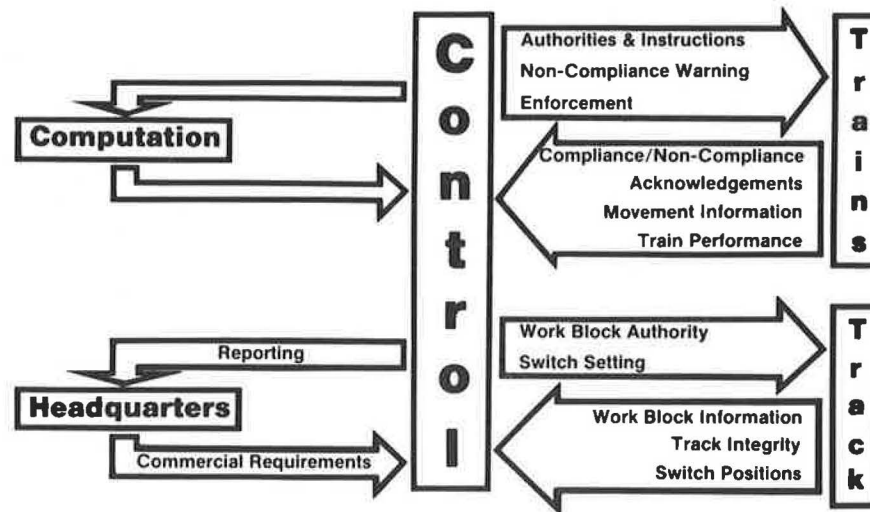 Control
Authorities & Instructions
Non-Compliance Warning
Enforcement
Trains
Computation
Compliance/Non-Compliance
Acknowledgements
Movement Information
Train Performance
Reporting
Work Block Authority
Switch Setting
Track
Headquarters
Commercial Requirements
Work Block Information
Track Integrity
Switch Positions